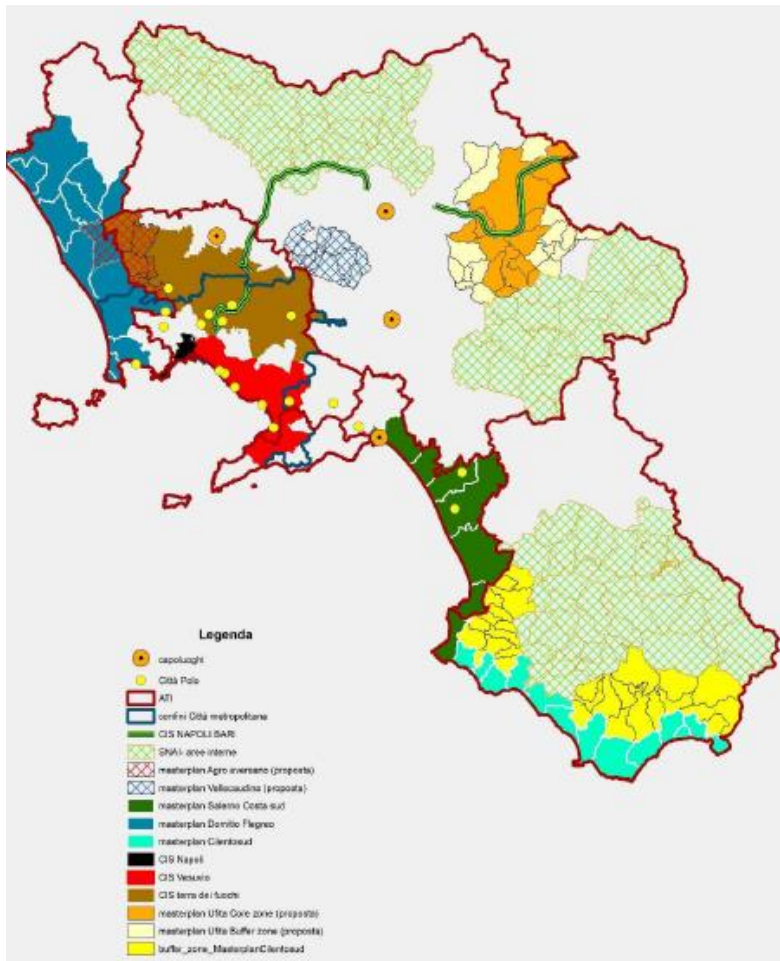 Legenda
capoluoghi
Città Polo
ATI
confini Città metropolitana
CIS NAPOLI BARI
SNAI- aree interne
masterplan Agro aversano (proposta)
masterplan Vallecaudina (proposta)
masterplan Salerno Costa sud
masterplan Domitio Flegreo
masterplan Cilentosud
CIS Napoli
CIS Vesuvio
CIS terra dei fuochi
masterplan Ufita Core zone (proposta)
masterplan Ufita Buffer zone (proposta)
buffer_zone_MasterplanCilentosud